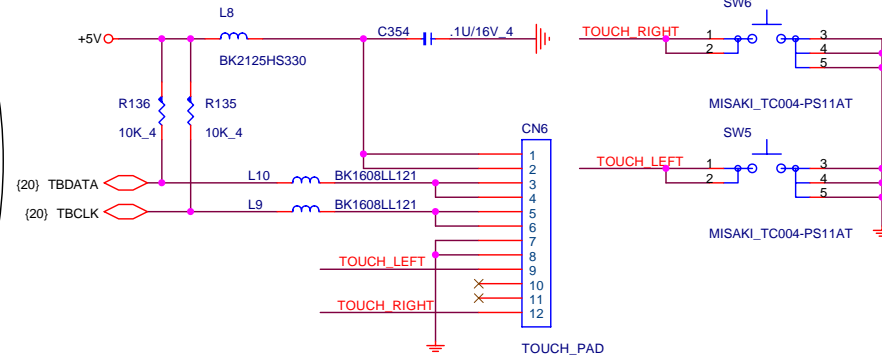 L8
SW6
+5V
C354
.1U/16V_4
BK2125HS330
TOUCH_RIGHT
1
2
3
4
5
R136
R135
10K_4
10K_4
MISAKI_TC004-PS11AT
CN6
SW5
1
2
3
4
5
6
7
8
9
10
11
12
{20} TBDATA
L10
BK1608LL121
{20} TBCLK
L9
BK1608LL121
TOUCH_LEFT
TOUCH_RIGHT
TOUCH_PAD
TOUCH_LEFT
1
2
3
4
5
MISAKI_TC004-PS11AT